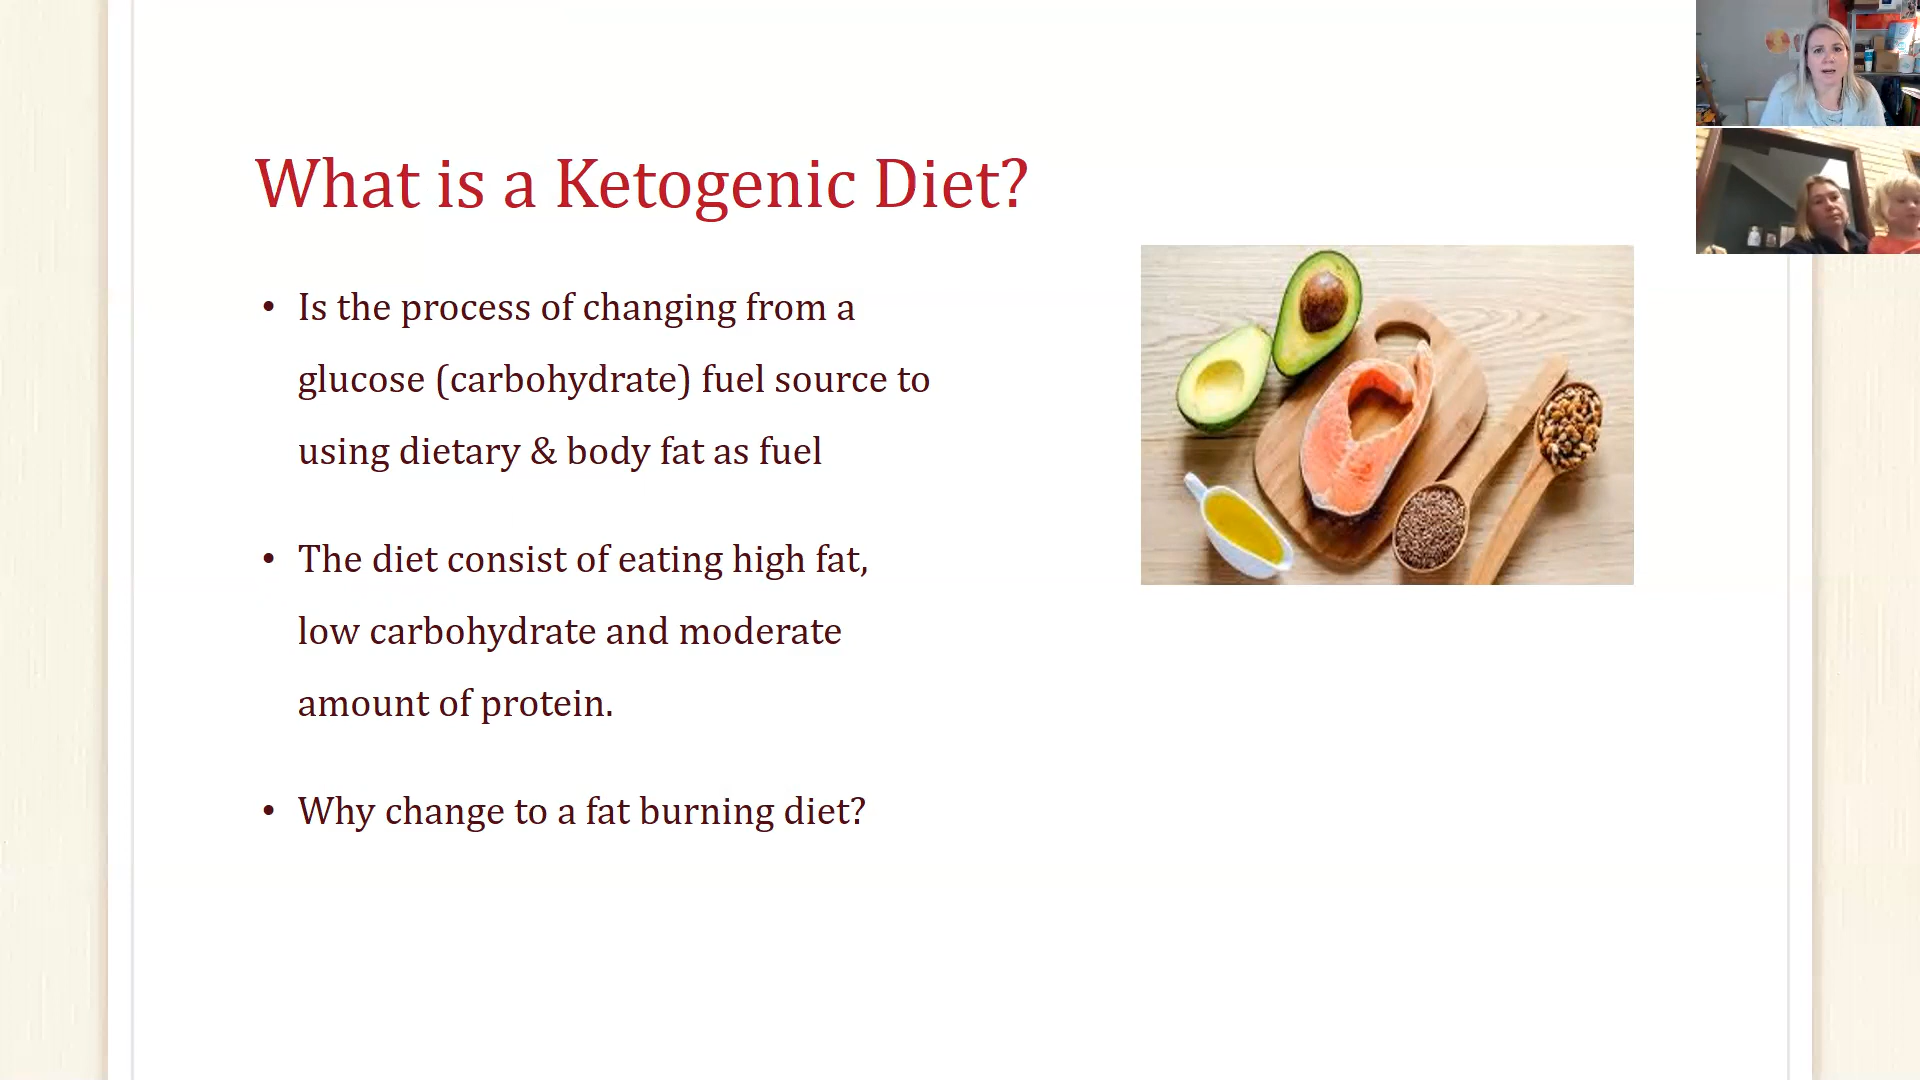 What is a Ketogenic Diet?
• Is the process of changing from a
glucose (carbohydrate) fuel source to
using dietary & body fat as fuel
• The diet consist of eating high fat,
low carbohydrate and moderate
amount of protein.
• Why change to a fat burning diet?